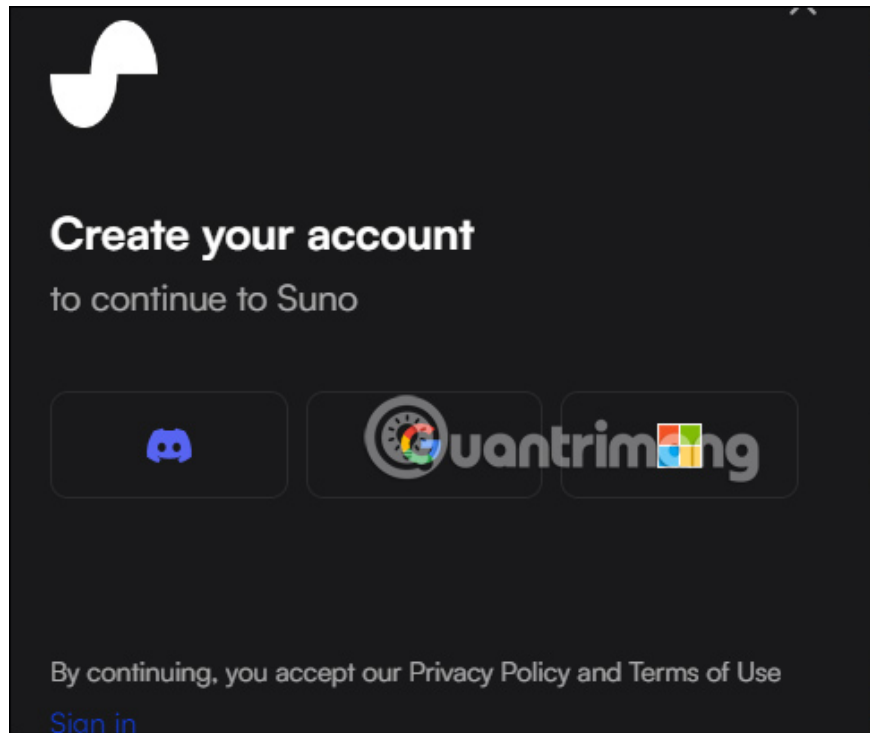 Create your account
to continue to Suno
Quantrimang
By continuing, you accept our Privacy Policy and Terms of Use
Sign in